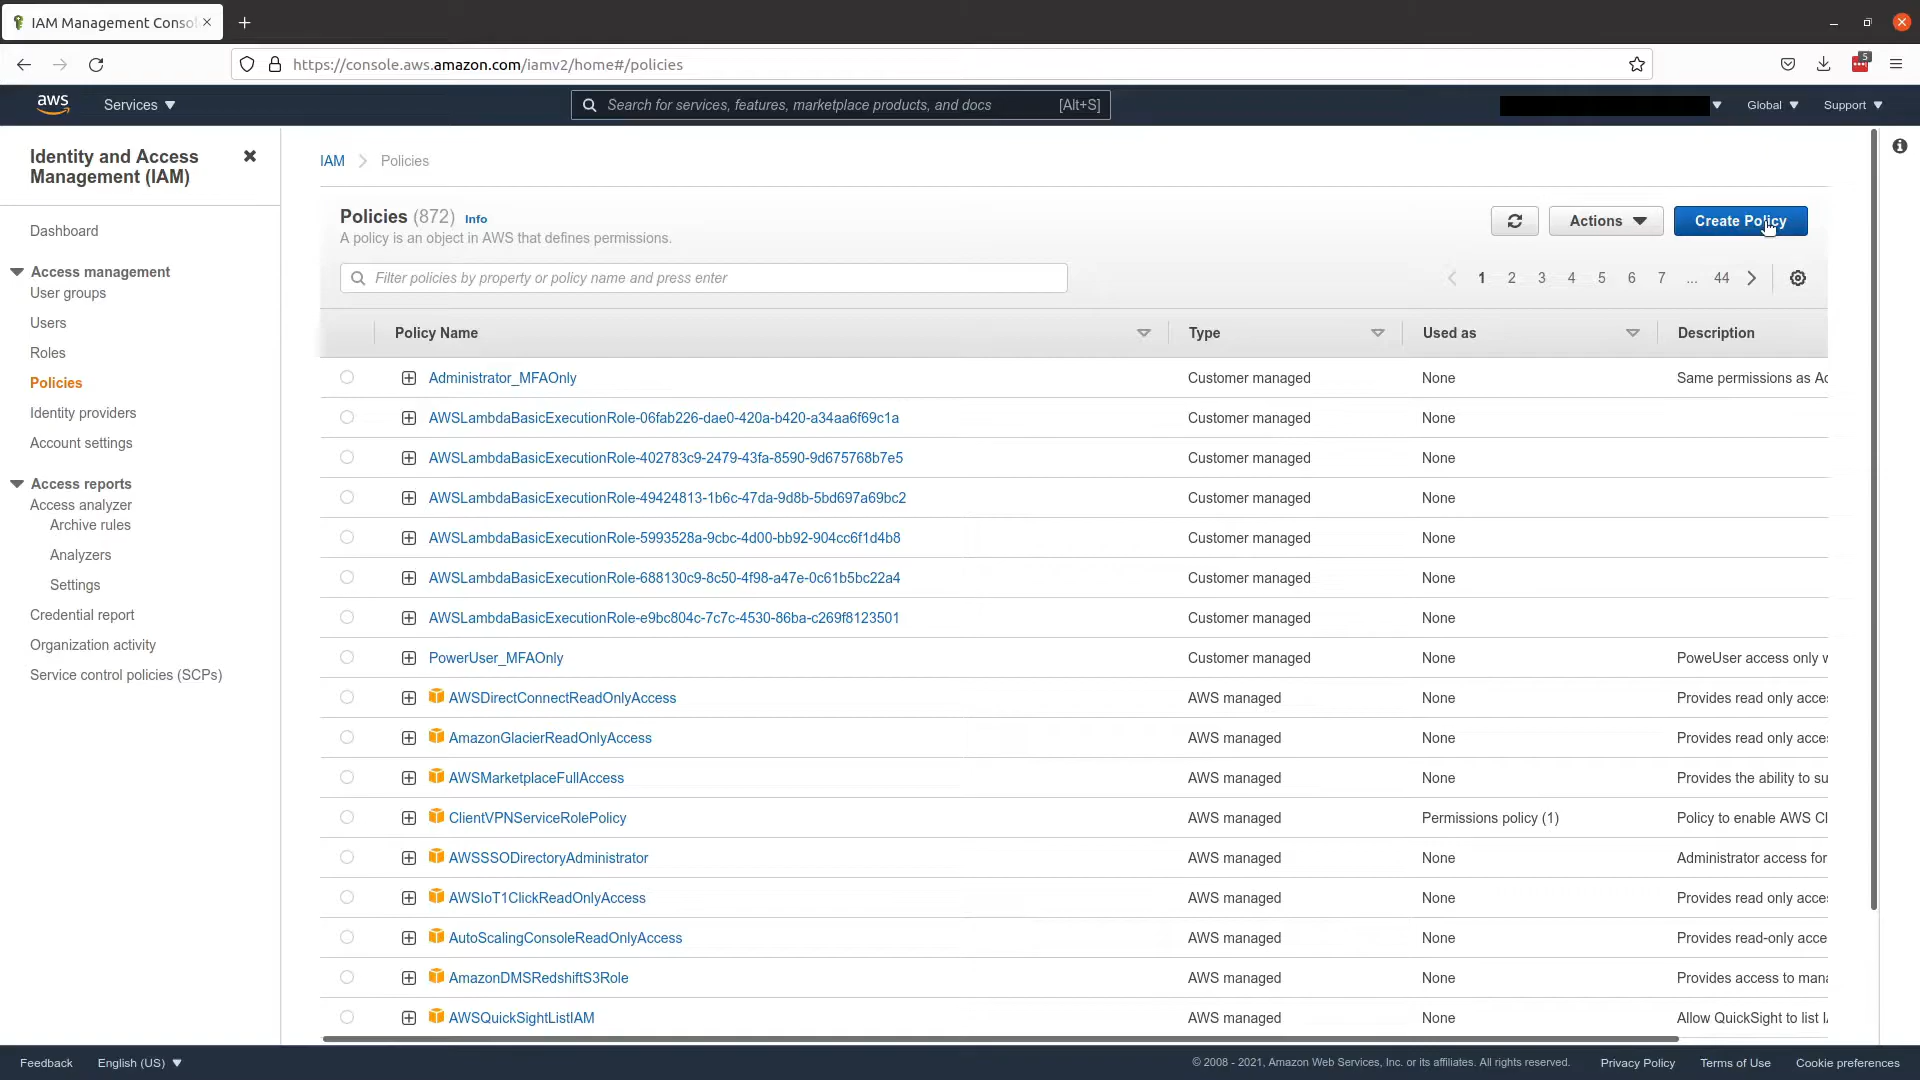 IAM Management Conso
https://console.aws.amazon.com/iamv2/home#/policies
5
aws
Services
Search for services, features, marketplace products, and docs
[Alt+S]
Global
Support
Identity and Access
Management (IAM)
Dashboard
Access management
User groups
Users
Roles
Policies
Identity providers
Account settings
Access reports
Access analyzer
Archive rules
Analyzers
Settings
Credential report
Organization activity
Service control policies (SCPs)
IAM Policies
Policies (872) Info
A policy is an object in AWS that defines permissions.
Actions
Create Policy
Filter policies by property or policy name and press enter
1 2 3 4 5 6 7 ... 44
Policy Name Type Used as Description
Administrator_MFAOnly Customer managed None Same permissions as Ac
AWSLambdaBasicExecutionRole-06fab226-dae0-420a-b420-a34aa6f69c1a Customer managed None
AWSLambdaBasicExecutionRole-402783c9-2479-43fa-8590-9d675768b7e5 Customer managed None
AWSLambdaBasicExecutionRole-49424813-1b6c-47da-9d8b-5bd697a69bc2 Customer managed None
AWSLambdaBasicExecutionRole-5993528a-9cbc-4d00-bb92-904cc6f1d4b8 Customer managed None
AWSLambdaBasicExecutionRole-688130c9-8c50-4f98-a47e-0c61b5bc22a4 Customer managed None
AWSLambdaBasicExecutionRole-e9bc804c-7c7c-4530-86ba-c269f8123501 Customer managed None
PowerUser_MFAOnly Customer managed None PoweUser access only w
AWSDirectConnectReadOnlyAccess AWS managed None Provides read only acce
AmazonGlacierReadOnlyAccess AWS managed None Provides read only acce
AWSMarketplaceFullAccess AWS managed None Provides the ability to su
ClientVPNServiceRolePolicy AWS managed Permissions policy (1) Policy to enable AWS Cl
AWSSSODirectoryAdministrator AWS managed None Administrator access for
AWSIoT1ClickReadOnlyAccess AWS managed None Provides read only acce
AutoScalingConsoleReadOnlyAccess AWS managed None Provides read-only acce
AmazonDMSRedshiftS3Role AWS managed None Provides access to mana
AWSQuickSightListIAM AWS managed None Allow QuickSight to list I
Feedback English (US) © 2008 - 2021, Amazon Web Services, Inc. or its affiliates. All rights reserved. Privacy Policy Terms of Use Cookie preferences